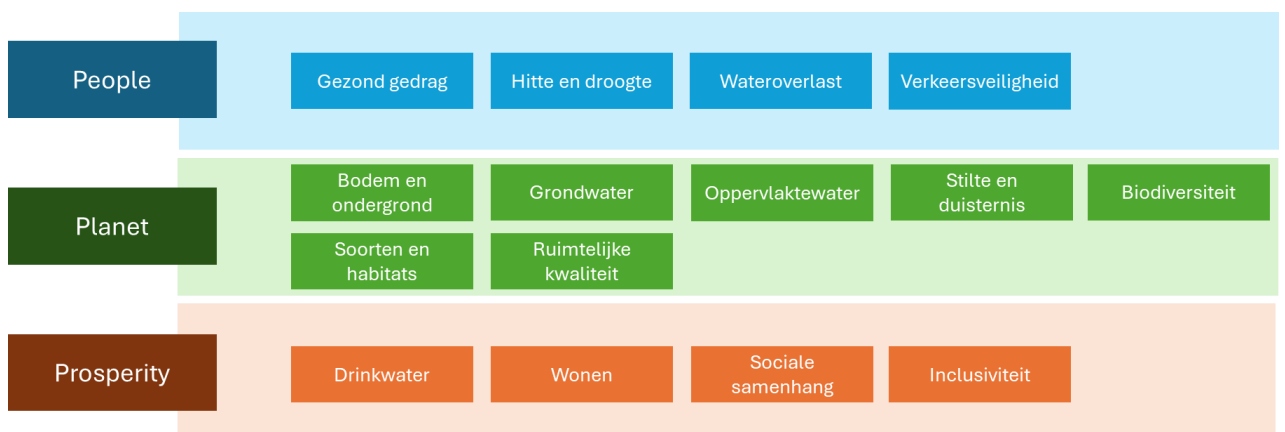 People
Gezond gedrag
Hitte en droogte
Wateroverlast
Verkeersveiligheid
Planet
Bodem en
ondergrond
Grondwater
Oppervlaktewater
Stilte en
duisternis
Biodiversiteit
Soorten en
habitats
Ruimtelijke
kwaliteit
Prosperity
Drinkwater
Wonen
Sociale
samenhang
Inclusiviteit